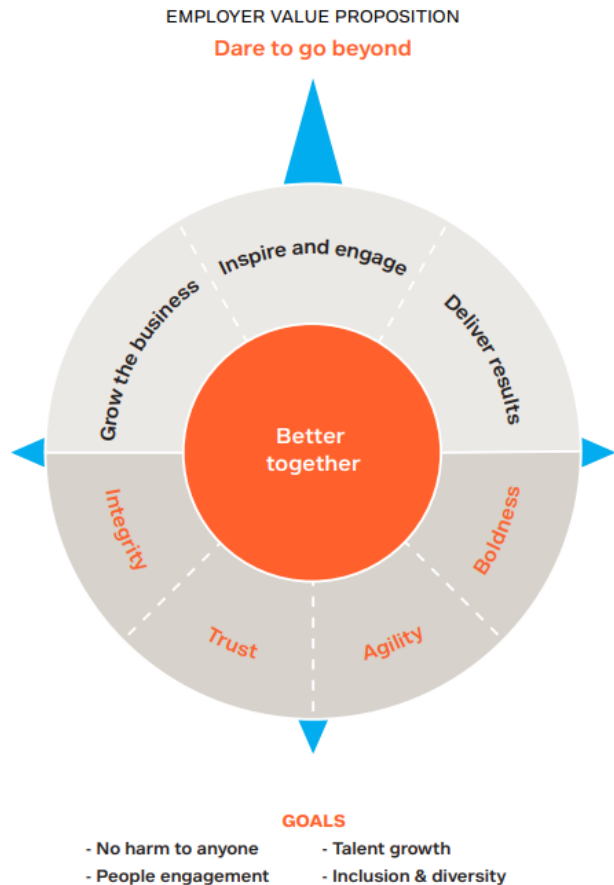 EMPLOYER VALUE PROPOSITION
Dare to go beyond
Grow the business
Inspire and engage
Deliver results
Better
together
Integrity
Trust
Agility
Boldness
GOALS
- No harm to anyone
- People engagement
- Talent growth
- Inclusion & diversity